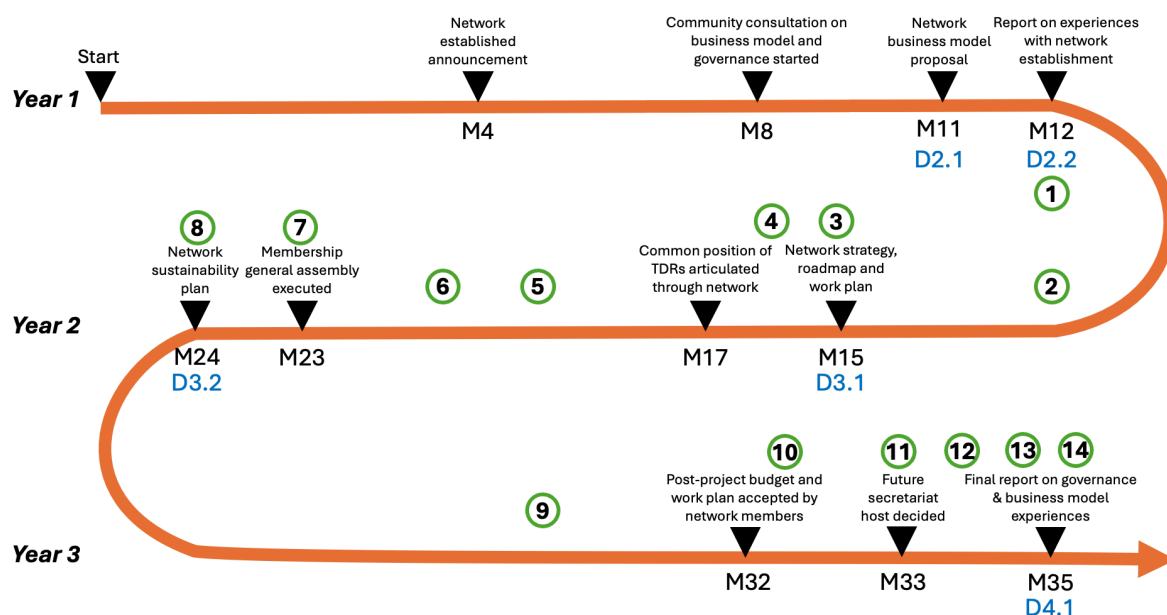 Start
Network
established
announcement
Community consultation on
business model and
governance started
Network
business model
proposal
Report on experiences
with network
establishment
Year 1
M4
M8
M11
M12
D2.1
D2.2
1
8
7
4
3
Network
sustainability
plan
Membership
general assembly
executed
6
5
Common position of
TDRs articulated
through network
Network strategy,
roadmap and
work plan
2
Year 2
M24
M23
M17
M15
D3.2
D3.1
10
11
12
13
14
9
Post-project budget and
work plan accepted by
network members
Future
secretariat
host decided
Final report on governance
& business model
experiences
Year 3
M32
M33
M35
D4.1